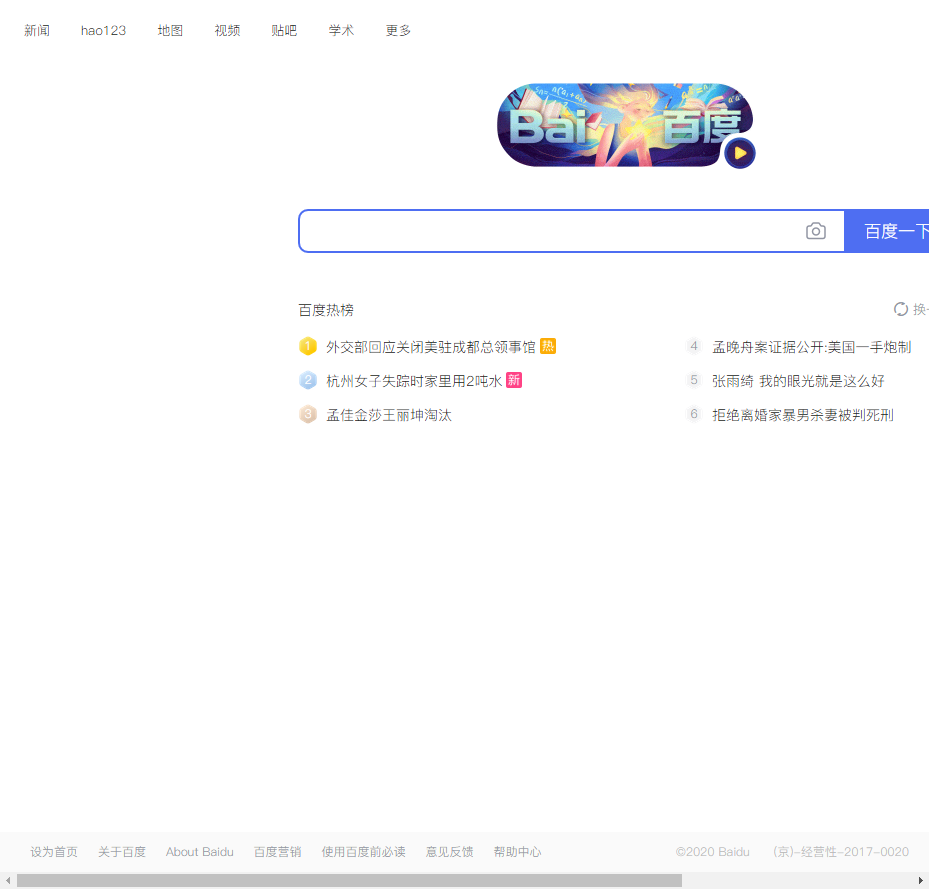 新闻 hao123 地图 视频 贴吧 学术 更多
Bai 百度
百度一下
百度热榜 换一
1 外交部回应关闭美驻成都总领事馆 热
4 孟晚舟案证据公开:美国一手炮制
2 杭州女子失踪时家里用2吨水 新
5 张雨绮 我的眼光就是这么好
3 孟佳金莎王丽坤淘汰
6 拒绝离婚家暴男杀妻被判死刑
设为首页 关于百度 About Baidu 百度营销 使用百度前必读 意见反馈 帮助中心 ©2020 Baidu (京)-经营性-2017-0020